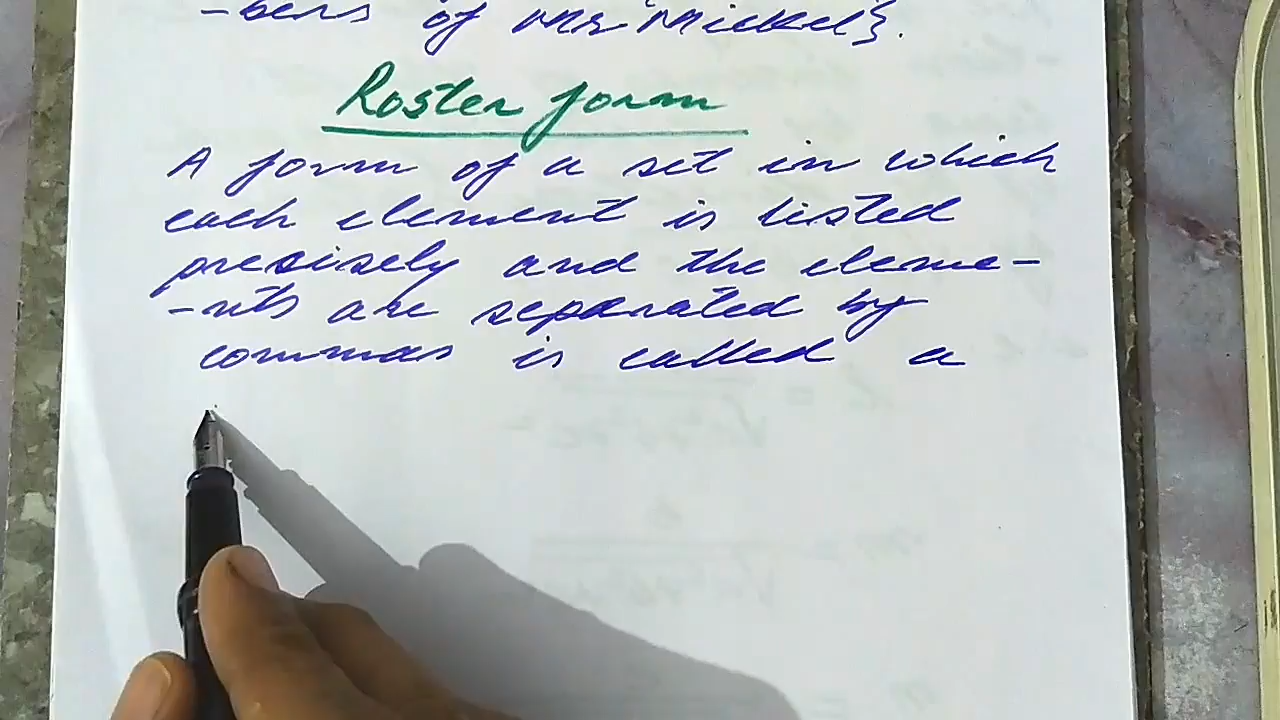 -bers of Mr Mickel}.
Roster form
A form of a set in which
each element is listed
precisely and the eleme-
-nts are separated by
commas is called a